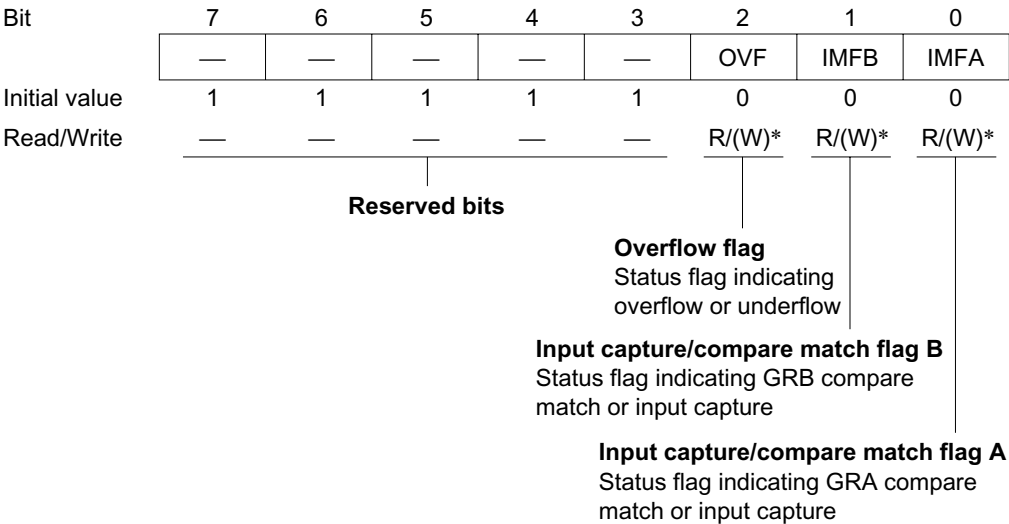 Bit 7 6 5 4 3 2 1 0
— — — — — OVF IMFB IMFA
Initial value 1 1 1 1 1 0 0 0
Read/Write — — — — — R/(W)* R/(W)* R/(W)*
Reserved bits
Overflow flag
Status flag indicating
overflow or underflow
Input capture/compare match flag B
Status flag indicating GRB compare
match or input capture
Input capture/compare match flag A
Status flag indicating GRA compare
match or input capture